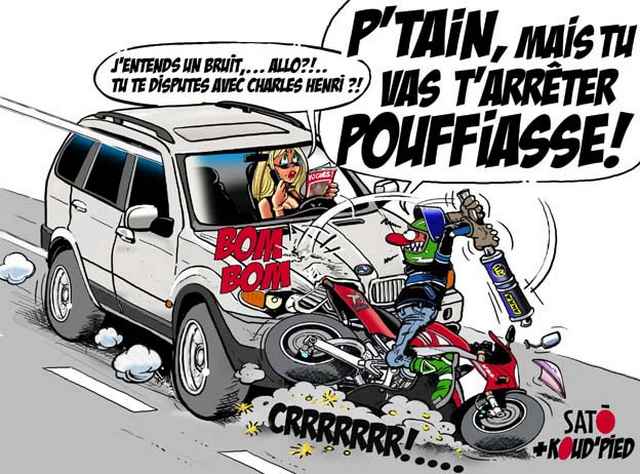 J'ENTENDS UN BRUIT,... ALLO?!..
TU TE DISPUTES AVEC CHARLES HENRI ?!
P'TAIN, MAIS TU
VAS T'ARRÊTER
POUFFIASSE!
BOM
BOM
CRRRRRRR!....
SATŌ
+KOUD'PIED